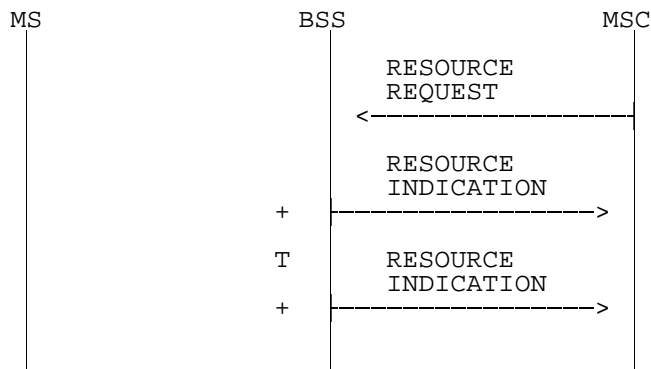 MS BSS MSC
RESOURCE
REQUEST
<------------------
RESOURCE
+ INDICATION
------------------>
T RESOURCE
INDICATION
+ ------------------>